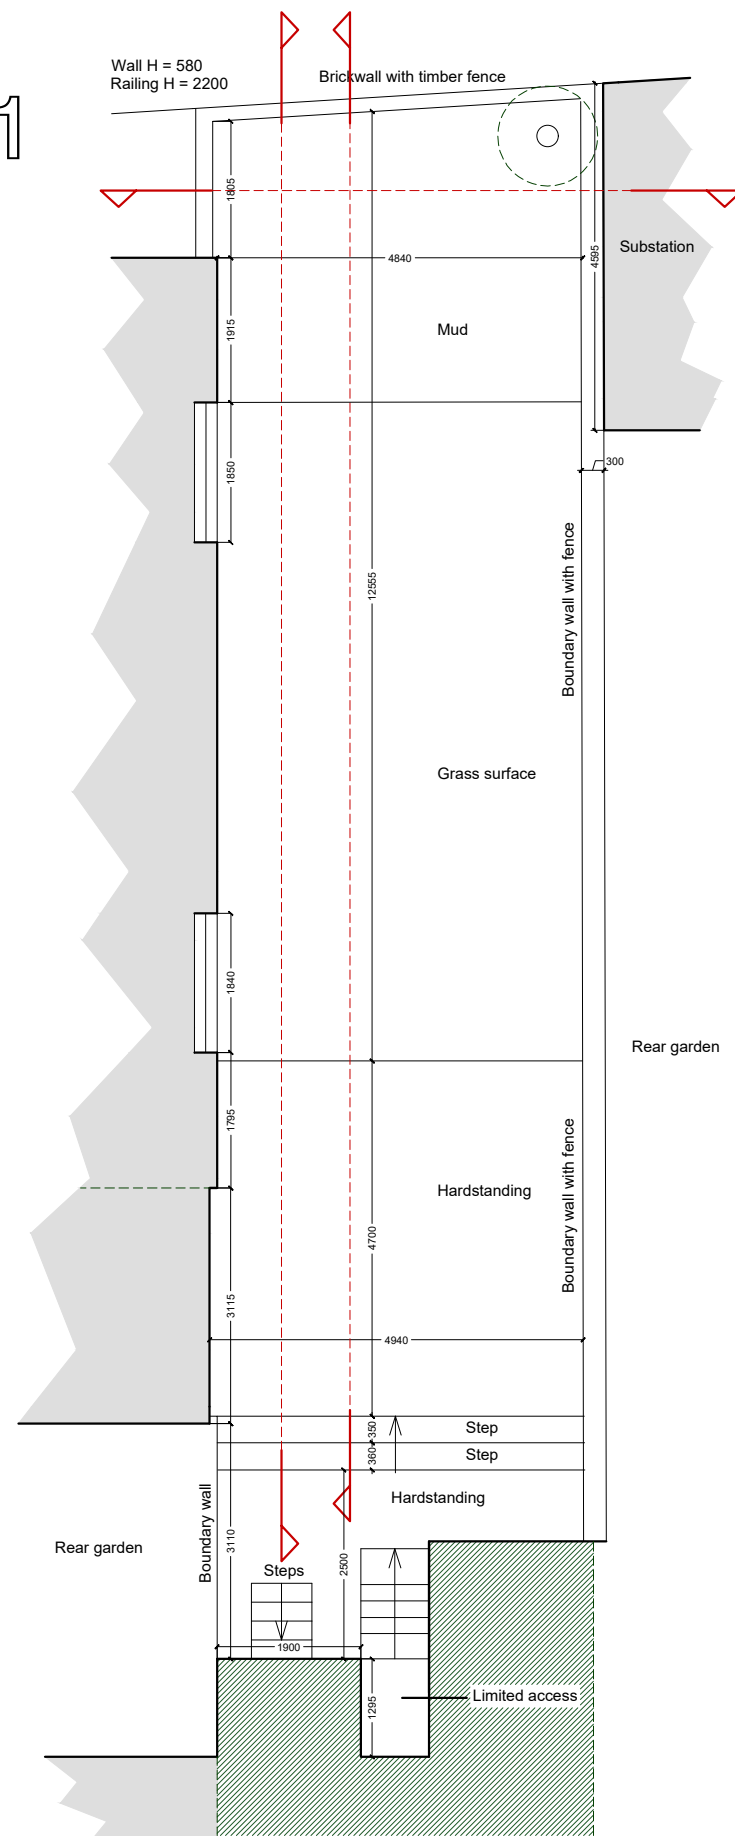 Wall H = 580
Railing H = 2200
Brickwall with timber fence
1
1805
4595
Substation
4840
Mud
1915
300
1850
Boundary wall with fence
12555
Grass surface
1840
Rear garden
1795
Boundary wall with fence
Hardstanding
4700
3115
4940
350
Step
360
Step
Hardstanding
Boundary wall
Rear garden
3110
2500
Steps
1900
Limited access
1295